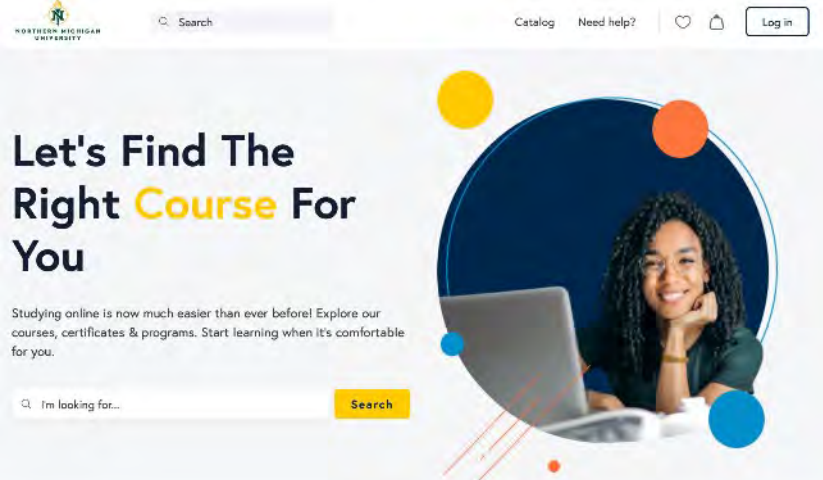 NORTHERN MICHIGAN
UNIVERSITY
Search
Catalog
Need help?
Log in
Let's Find The
Right Course For
You
Studying online is now much easier than ever before! Explore our
courses, certificates & programs. Start learning when it's comfortable
for you.
I'm looking for...
Search